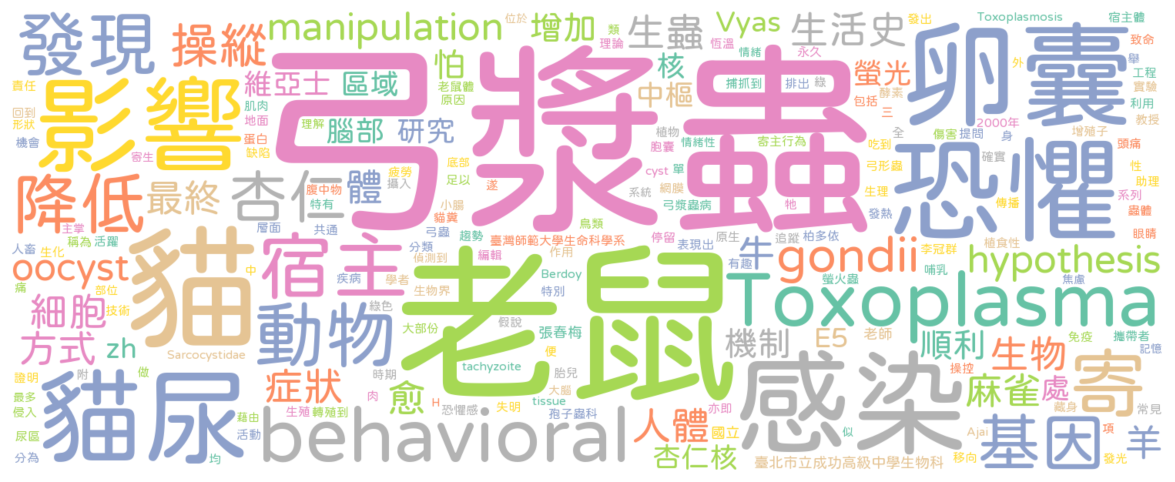 發現
操縱
manipulation
增加
位於
類
理論
生蟲
Vyas
恆溫
情緒
生活史
永久
發出
Toxoplasmosis
宿主體
外
致命
舉
工程
實驗
責任
影響
維亞士
區域
怕
老鼠體
原因
弓漿蟲
核
中樞
捕抓到
排出
綠
螢光
酵素
包括
三
卵囊
利用
教授
回到
形狀
機會
肌肉
地面
蛋白
缺陷
寄生
理解
腦部
研究
植物
胞囊
情緒性
寄主行為
全
2000年
身
傷害
提問
增殖子
頭痛
吃到
弓形蟲
確實
性
助理
降低
最終
杏仁
腹中物
特有
體
疲勞
攝入
底部
足以
遂
小腸
貓糞
cyst
單
系統
網膜
弓漿蟲病
牠
生理
發熱
恐懼
傳播
系列
蟲體
眼睛
人畜
生化
主掌
稱為
活躍
層面
共通
弓蟲
分類
趨勢
鳥類
臺灣師範大學生命科學系
作用
停留
表現出
原生
追蹤
柏多依
李冠群
植食性
oocyst
痛
部位
技術
中
貓
宿主
疾病
偵測到
學者
編輯
生物界
Berdoy
特別
牛
有趣
gondii
螢火蟲
哺乳
hypothesis
焦慮
細胞
方式
zh
Sarcocystidae
動物
綠色
大部份
假說
張春梅
老鼠
Toxoplasma
機制
E5
老師
順利
免疫
攜帶者
記憶
證明
最多
侵入
附
做
貓尿
症狀
時期
愈
tachyzoite
便
胎兒
大腦
感染
生物
操控
麻雀
處
藏身
寄
常見
尿區
分為
藉由
活動
均
生殖
轉殖到
肉
H
恐懼感
失明
tissue
孢子蟲科
behavioral
人體
亦即
國立
杏仁核
似
臺北市立成功高級中學生物科
Ajai
移向
基因
項
發光
羊